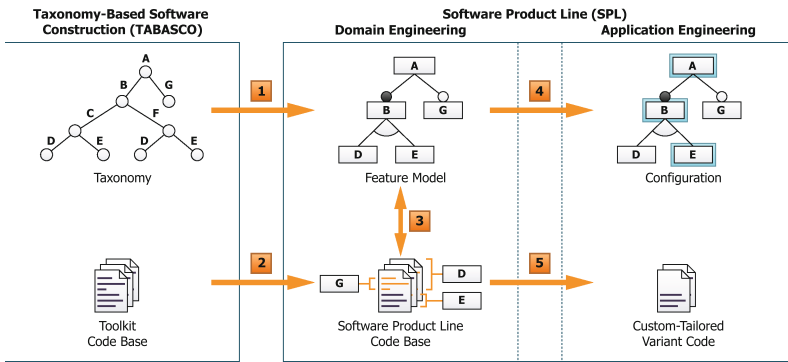 Taxonomy-Based Software
Construction (TABASCO)
Software Product Line (SPL)
Domain Engineering
Application Engineering
A
B
G
C
F
D
E
D
E
Taxonomy
1
A
B
G
D
E
Feature Model
4
A
B
G
D
E
Configuration
3
2
G
D
E
5
Toolkit
Code Base
Software Product Line
Code Base
Custom-Tailored
Variant Code